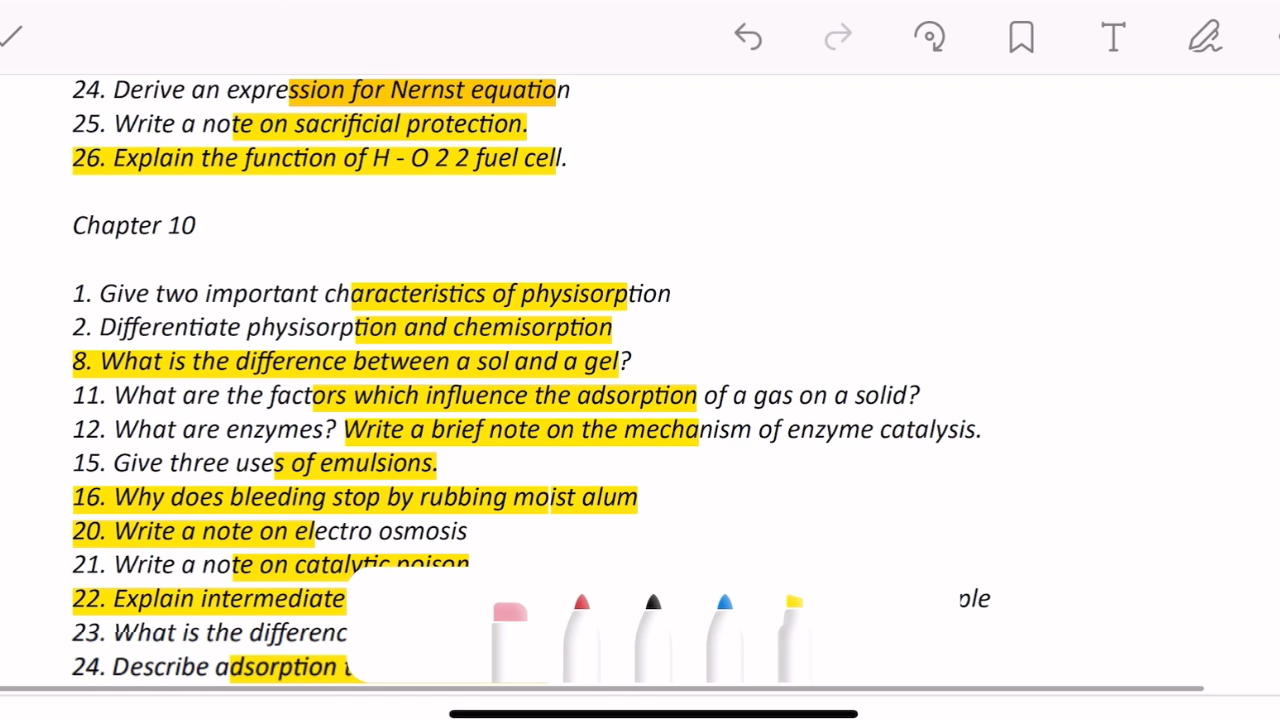 24. Derive an expression for Nernst equation
25. Write a note on sacrificial protection.
26. Explain the function of H - O 2 2 fuel cell.
Chapter 10
1. Give two important characteristics of physisorption
2. Differentiate physisorption and chemisorption
8. What is the difference between a sol and a gel?
11. What are the factors which influence the adsorption of a gas on a solid?
12. What are enzymes? Write a brief note on the mechanism of enzyme catalysis.
15. Give three uses of emulsions.
16. Why does bleeding stop by rubbing moist alum
20. Write a note on electro osmosis
21. Write a note on catalytic poison
22. Explain intermediate
23. What is the differenc
24. Describe adsorption